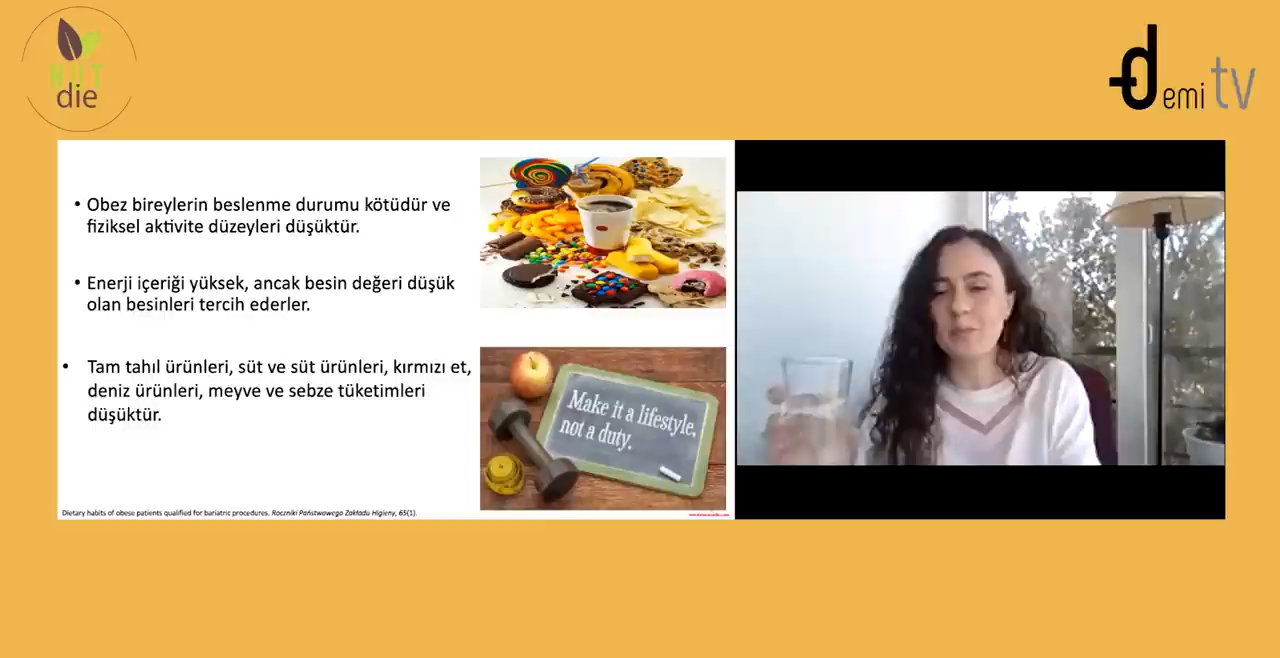 NUT
die
demi tv
• Obez bireylerin beslenme durumu kötüdür ve
fiziksel aktivite düzeyleri düşüktür.
• Enerji içeriği yüksek, ancak besin değeri düşük
olan besinleri tercih ederler.
• Tam tahıl ürünleri, süt ve süt ürünleri, kırmızı et,
deniz ürünleri, meyve ve sebze tüketimleri
düşüktür.
Make it a lifestyle,
not a duty.
Dietary habits of obese patients qualified for bariatric procedures. Roczniki Państwowego Zakładu Higieny, 65(1).